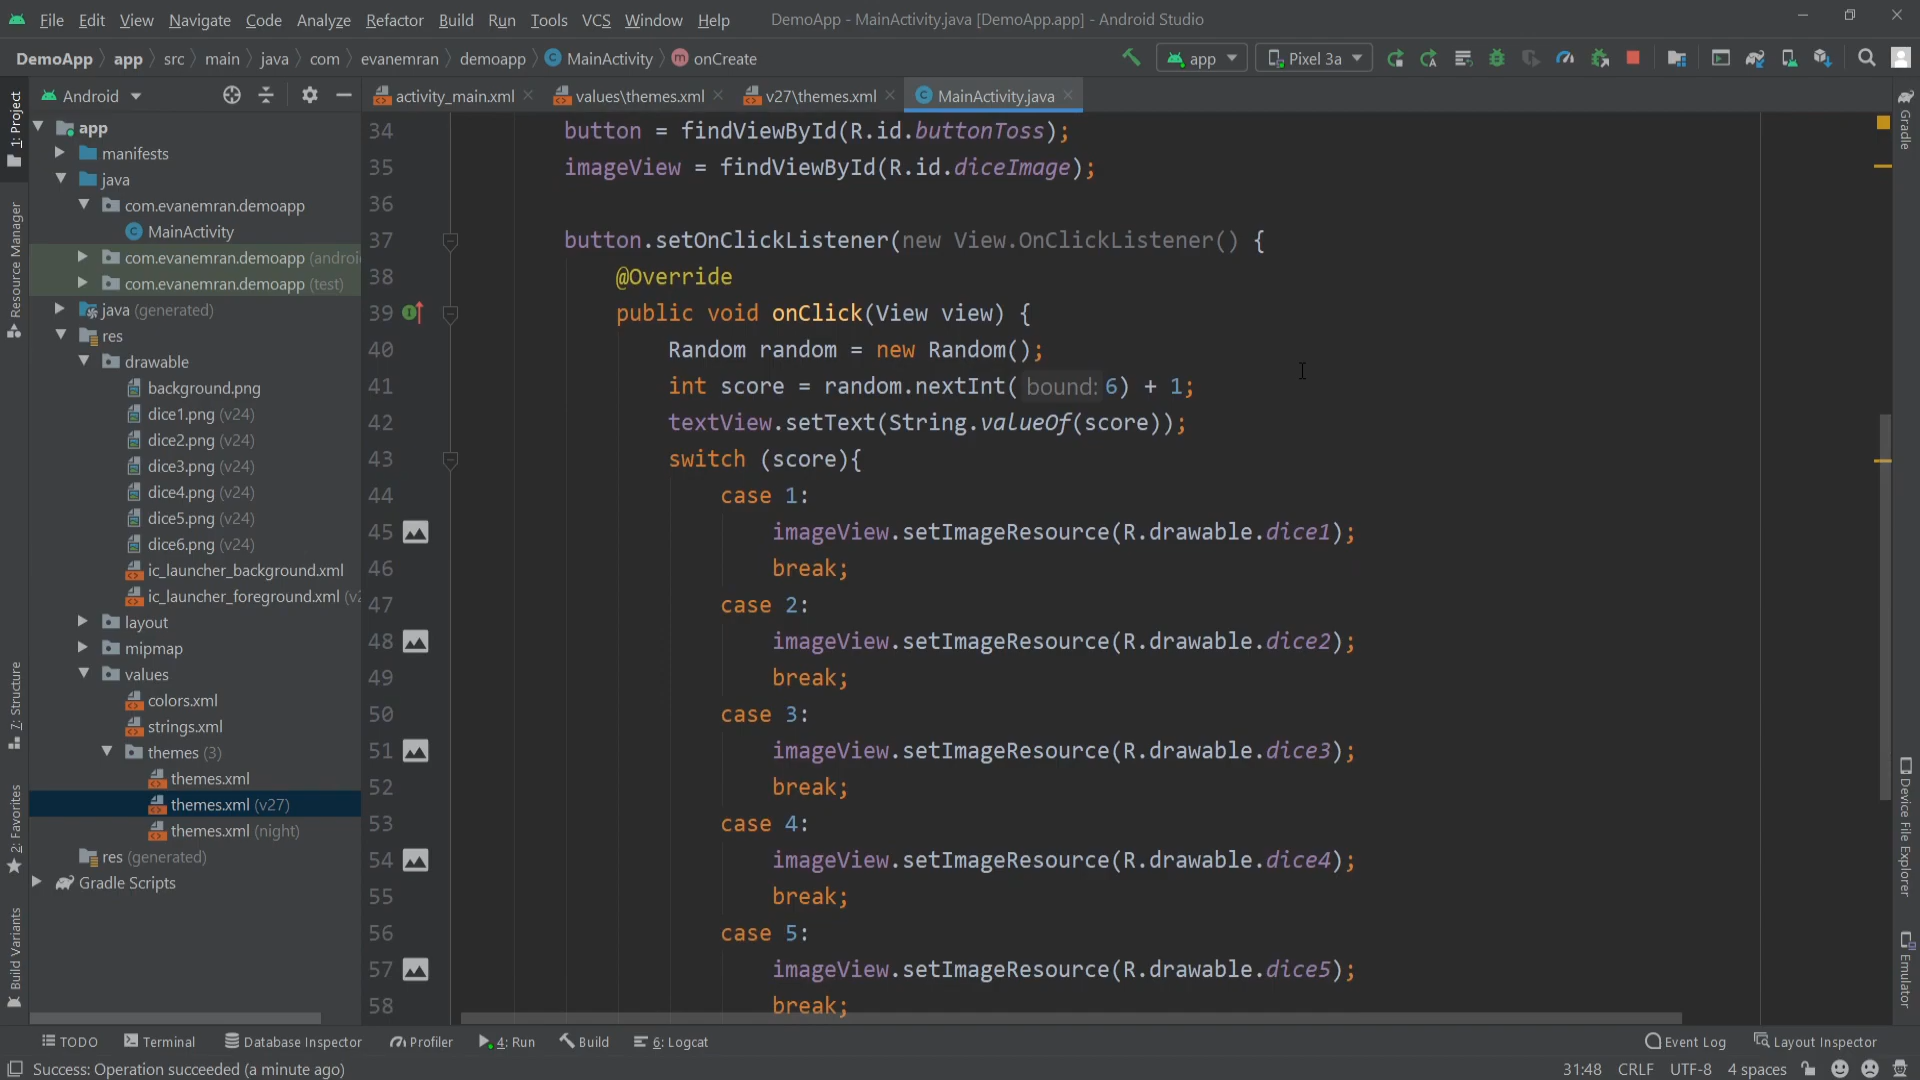 File Edit View Navigate Code Analyze Refactor Build Run Tools VCS Window Help DemoApp - MainActivity.java [DemoApp.app] - Android Studio
DemoApp app src main java com evanemran demoapp MainActivity onCreate app Pixel 3a
Android activity_main.xml values\themes.xml v27\themes.xml MainActivity.java
1: Project
Resource Manager
7: Structure
2: Favorites
Build Variants
app
manifests
java
com.evanemran.demoapp
MainActivity
com.evanemran.demoapp (androi
com.evanemran.demoapp (test)
java (generated)
res
drawable
background.png
dice1.png (v24)
dice2.png (v24)
dice3.png (v24)
dice4.png (v24)
dice5.png (v24)
dice6.png (v24)
ic_launcher_background.xml
ic_launcher_foreground.xml (v2
layout
mipmap
values
colors.xml
strings.xml
themes (3)
themes.xml
themes.xml (v27)
themes.xml (night)
res (generated)
Gradle Scripts
34 button = findViewById(R.id.buttonToss);
35 imageView = findViewById(R.id.diceImage);
36
37 button.setOnClickListener(new View.OnClickListener() {
38 @Override
39 public void onClick(View view) {
40 Random random = new Random();
41 int score = random.nextInt( bound: 6) + 1;
42 textView.setText(String.valueOf(score));
43 switch (score){
44 case 1:
45 imageView.setImageResource(R.drawable.dice1);
46 break;
47 case 2:
48 imageView.setImageResource(R.drawable.dice2);
49 break;
50 case 3:
51 imageView.setImageResource(R.drawable.dice3);
52 break;
53 case 4:
54 imageView.setImageResource(R.drawable.dice4);
55 break;
56 case 5:
57 imageView.setImageResource(R.drawable.dice5);
58 break;
Gradle
Device File Explorer
Emulator
TODO Terminal Database Inspector Profiler 4: Run Build 6: Logcat Event Log Layout Inspector
Success: Operation succeeded (a minute ago) 31:48 CRLF UTF-8 4 spaces